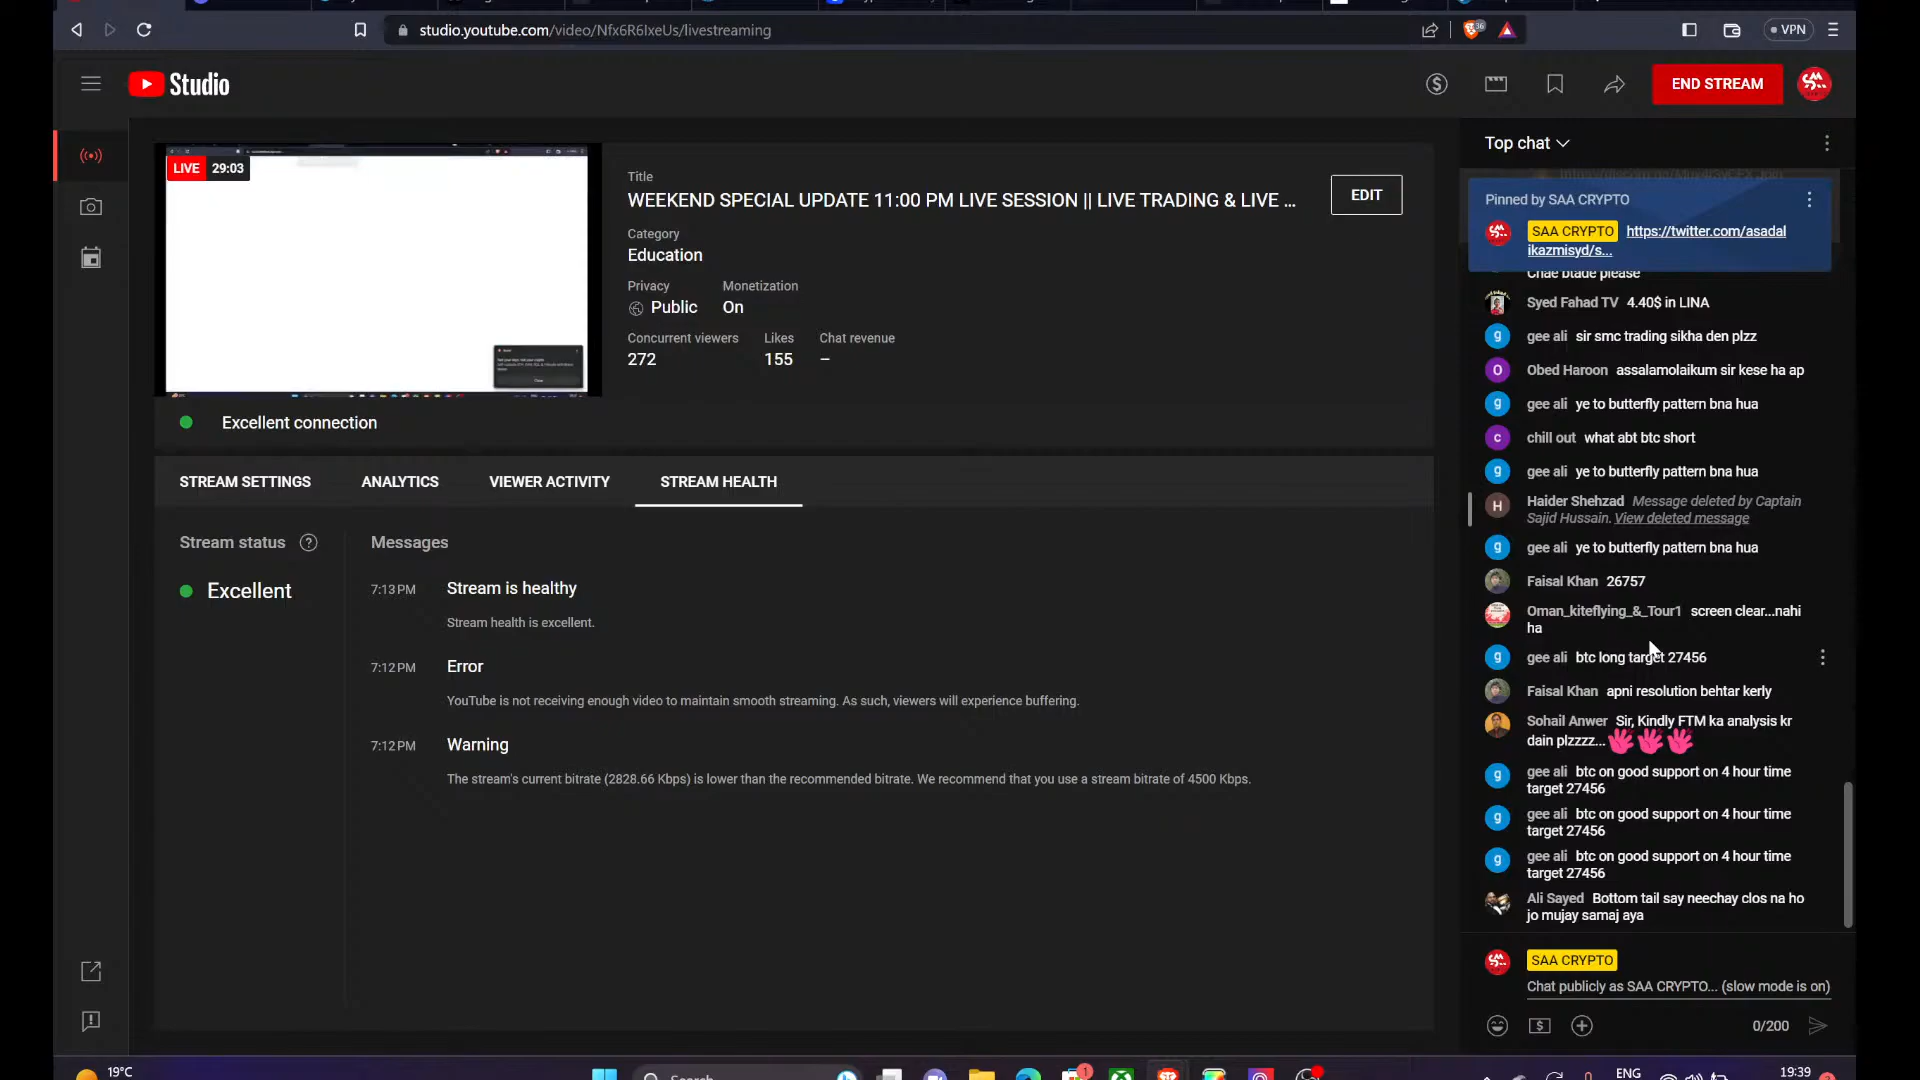 studio.youtube.com/video/Nfx6R6IxeUs/livestreaming
36
VPN
Studio
END STREAM
LIVE 29:03
Title
WEEKEND SPECIAL UPDATE 11:00 PM LIVE SESSION || LIVE TRADING & LIVE ...
EDIT
Category
Education
Privacy
Monetization
Public
On
Concurrent viewers
Likes
Chat revenue
272
155
–
Excellent connection
STREAM SETTINGS
ANALYTICS
VIEWER ACTIVITY
STREAM HEALTH
Stream status
Excellent
Messages
7:13 PM
Stream is healthy
Stream health is excellent.
7:12 PM
Error
YouTube is not receiving enough video to maintain smooth streaming. As such, viewers will experience buffering.
7:12 PM
Warning
The stream's current bitrate (2828.66 Kbps) is lower than the recommended bitrate. We recommend that you use a stream bitrate of 4500 Kbps.
Top chat
Pinned by SAA CRYPTO
SAA CRYPTO https://twitter.com/asadal
ikazmisyd/s...
Chae btade please
Syed Fahad TV 4.40$ in LINA
gee ali sir smc trading sikha den plzz
Obed Haroon assalamolaikum sir kese ha ap
gee ali ye to butterfly pattern bna hua
chill out what abt btc short
gee ali ye to butterfly pattern bna hua
Haider Shehzad Message deleted by Captain
Sajid Hussain. View deleted message
gee ali ye to butterfly pattern bna hua
Faisal Khan 26757
Oman_kiteflying_&_Tour1 screen clear...nahi
ha
gee ali btc long target 27456
Faisal Khan apni resolution behtar kerly
Sohail Anwer Sir, Kindly FTM ka analysis kr
dain plzzzz...
gee ali btc on good support on 4 hour time
target 27456
gee ali btc on good support on 4 hour time
target 27456
gee ali btc on good support on 4 hour time
target 27456
Ali Sayed Bottom tail say neechay clos na ho
jo mujay samaj aya
SAA CRYPTO
Chat publicly as SAA CRYPTO... (slow mode is on)
0/200
19°C
Search
1
ENG
19:39